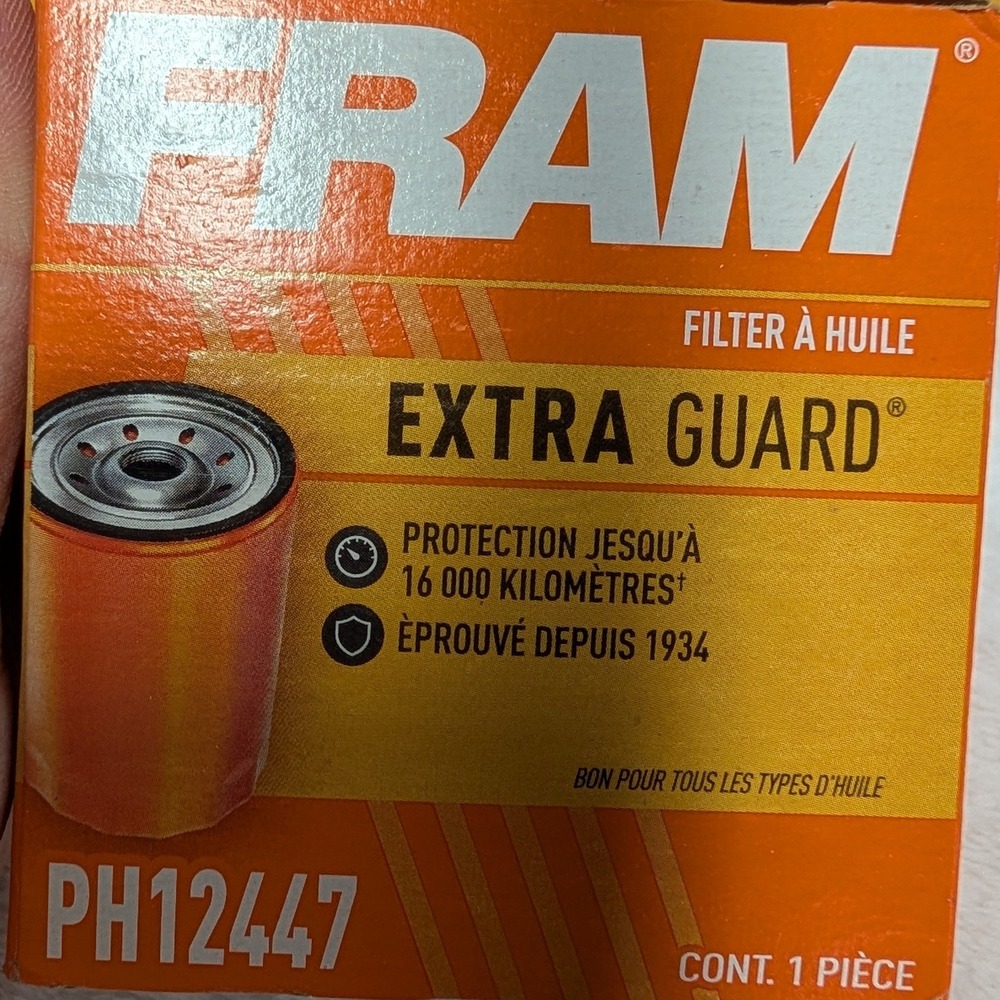 FRAM®
FILTER À HUILE
EXTRA GUARD®
PROTECTION JESQU'À
16 000 KILOMÈTRES†
ÈPROUVÉ DEPUIS 1934
BON POUR TOUS LES TYPES D'HUILE
PH12447
CONT. 1 PIÈCE